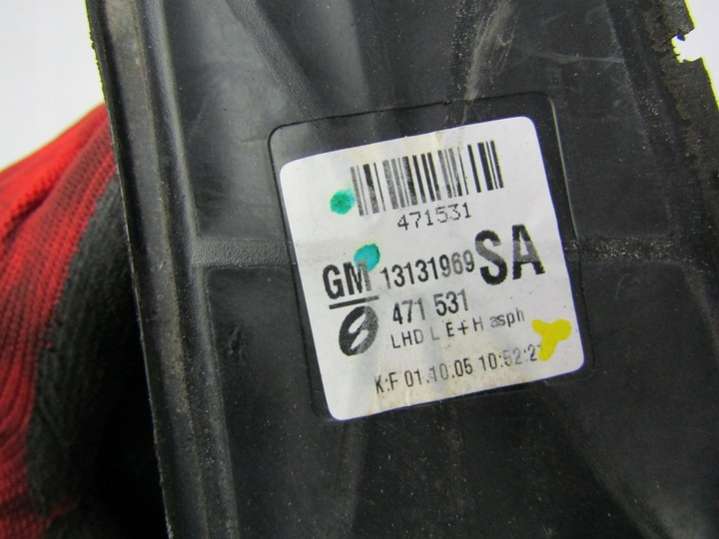 471531
GM 13131969 SA
471 531
LHD L E+H asph
K:F 01.10.05 10:52:27